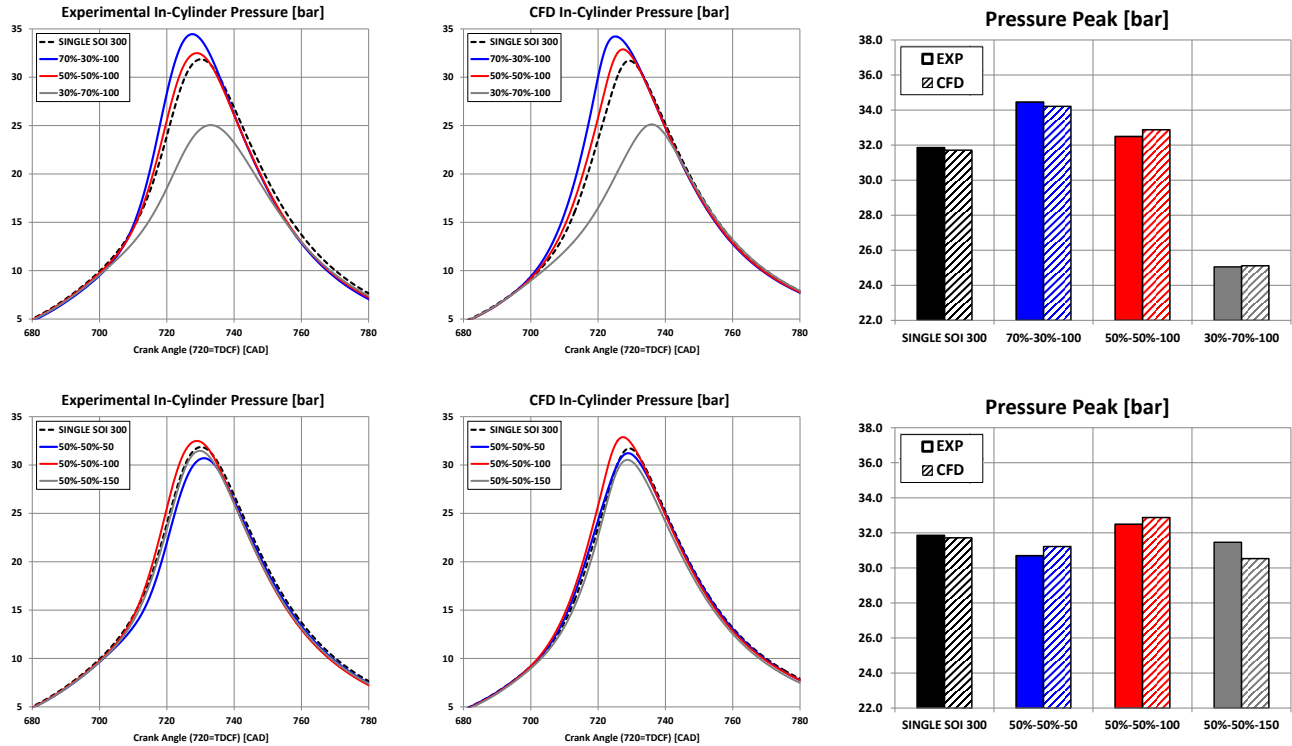 Experimental In-Cylinder Pressure [bar]
35
30
25
20
15
10
5
680 700 720 740 760 780
Crank Angle (720=TDCF) [CAD]
SINGLE SOI 300
70%-30%-100
50%-50%-100
30%-70%-100
CFD In-Cylinder Pressure [bar]
35
30
25
20
15
10
5
680 700 720 740 760 780
Crank Angle (720=TDCF) [CAD]
SINGLE SOI 300
70%-30%-100
50%-50%-100
30%-70%-100
Pressure Peak [bar]
38.0
36.0
34.0
32.0
30.0
28.0
26.0
24.0
22.0
EXP
CFD
SINGLE SOI 300 70%-30%-100 50%-50%-100 30%-70%-100
Experimental In-Cylinder Pressure [bar]
35
30
25
20
15
10
5
680 700 720 740 760 780
Crank Angle (720=TDCF) [CAD]
SINGLE SOI 300
50%-50%-50
50%-50%-100
50%-50%-150
CFD In-Cylinder Pressure [bar]
35
30
25
20
15
10
5
680 700 720 740 760 780
Crank Angle (720=TDCF) [CAD]
SINGLE SOI 300
50%-50%-50
50%-50%-100
50%-50%-150
Pressure Peak [bar]
38.0
36.0
34.0
32.0
30.0
28.0
26.0
24.0
22.0
EXP
CFD
SINGLE SOI 300 50%-50%-50 50%-50%-100 50%-50%-150